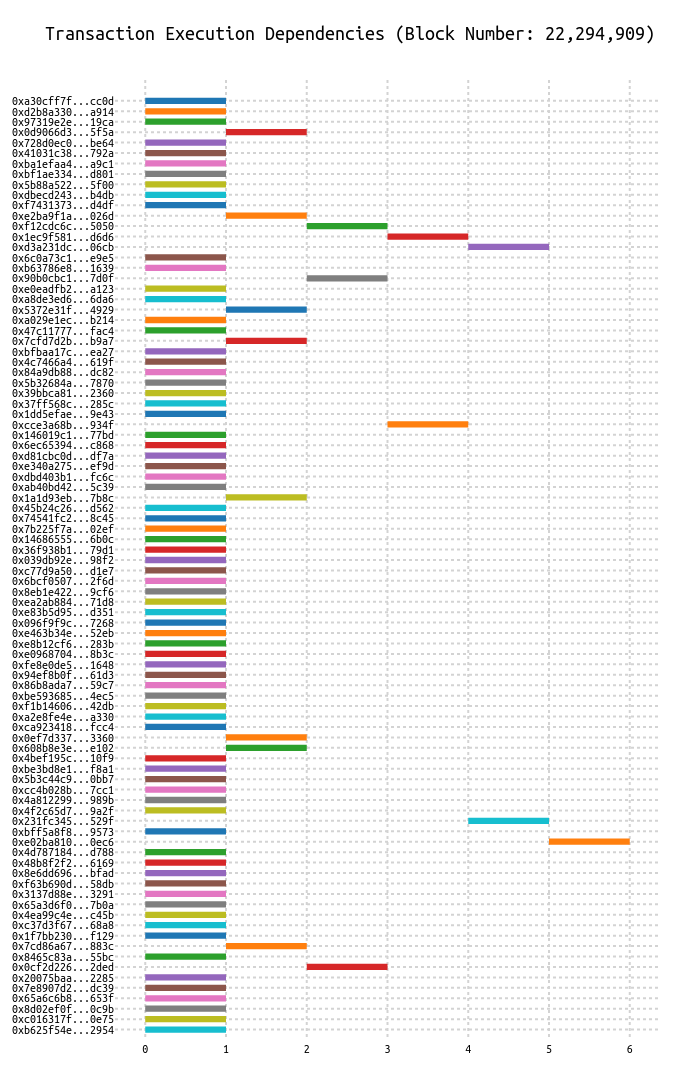 Transaction Execution Dependencies (Block Number: 22,294,909)
0xa30cff7f...cc0d
0xd2b8a330...a914
0x97319e2e...19ca
0x0d9066d3...5f5a
0x728d0ec0...be64
0x41031c38...792a
0xba1efaa4...a9c1
0xbf1ae334...d801
0x5b88a522...5f00
0xdbecd243...b4db
0xf7431373...d4df
0xe2ba9f1a...026d
0xf12cdc6c...5050
0x1ec9f581...d6d6
0xd3a231dc...06cb
0x6c0a73c1...e9e5
0xb63786e8...1639
0x90b0cbc1...7d0f
0xe0eadfb2...a123
0xa8de3ed6...6da6
0x5372e31f...4929
0xa029e1ec...b214
0x47c11777...fac4
0x7cfd7d2b...b9a7
0xbfbaa17c...ea27
0x4c7466a4...619f
0x84a9db88...dc82
0x5b32684a...7870
0x39bbca81...2360
0x37ff568c...285c
0x1dd5efae...9e43
0xcce3a68b...934f
0x146019c1...77bd
0x6ec65394...c868
0xd81cbc0d...df7a
0xe340a275...ef9d
0xdbd403b1...fc6c
0xab40bd42...5c39
0x1a1d93eb...7b8c
0x45b24c26...d562
0x74541fc2...8c45
0x7b225f7a...02ef
0x14686555...6b0c
0x36f938b1...79d1
0x039db92e...98f2
0xc77d9a50...d1e7
0x6bcf0507...2f6d
0x8eb1e422...9cf6
0xea2ab884...71d8
0xe83b5d95...d351
0x096f9f9c...7268
0xe463b34e...52eb
0xe8b12cf6...283b
0xe0968704...8b3c
0xfe8e0de5...1648
0x94ef8b0f...61d3
0x86b8ada7...59c7
0xbe593685...4ec5
0xf1b14606...42db
0xa2e8fe4e...a330
0xca923418...fcc4
0x0ef7d337...3360
0x608b8e3e...e102
0x4bef195c...10f9
0xbe3bd8e1...f8a1
0x5b3c44c9...0bb7
0xcc4b028b...7cc1
0x4a812299...989b
0x4f2c65d7...9a2f
0x231fc345...529f
0xbff5a8f8...9573
0xe02ba810...0ec6
0x4d787184...d788
0x48b8f2f2...6169
0x8e6dd696...bfad
0xf63b690d...58db
0x3137d88e...3291
0x65a3d6f0...7b0a
0x4ea99c4e...c45b
0xc37d3f67...68a8
0x1f7bb230...f129
0x7cd86a67...883c
0x8465c83a...55bc
0x0cf2d226...2ded
0x20075baa...2285
0x7e8907d2...dc39
0x65a6c6b8...653f
0x8d02ef0f...0c9b
0xc016317f...0e75
0xb625f54e...2954
0 1 2 3 4 5 6